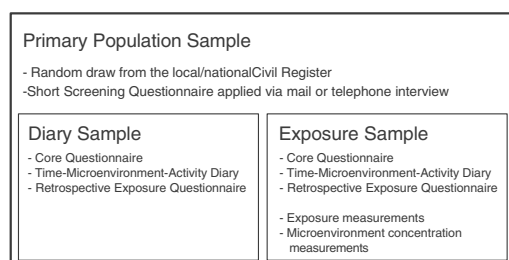 Primary Population Sample
- Random draw from the local/nationalCivil Register
-Short Screening Questionnaire applied via mail or telephone interview
Diary Sample
- Core Questionnaire
- Time-Microenvironment-Activity Diary
- Retrospective Exposure Questionnaire
Exposure Sample
- Core Questionnaire
- Time-Microenvironment-Activity Diary
- Retrospective Exposure Questionnaire
- Exposure measurements
- Microenvironment concentration
measurements